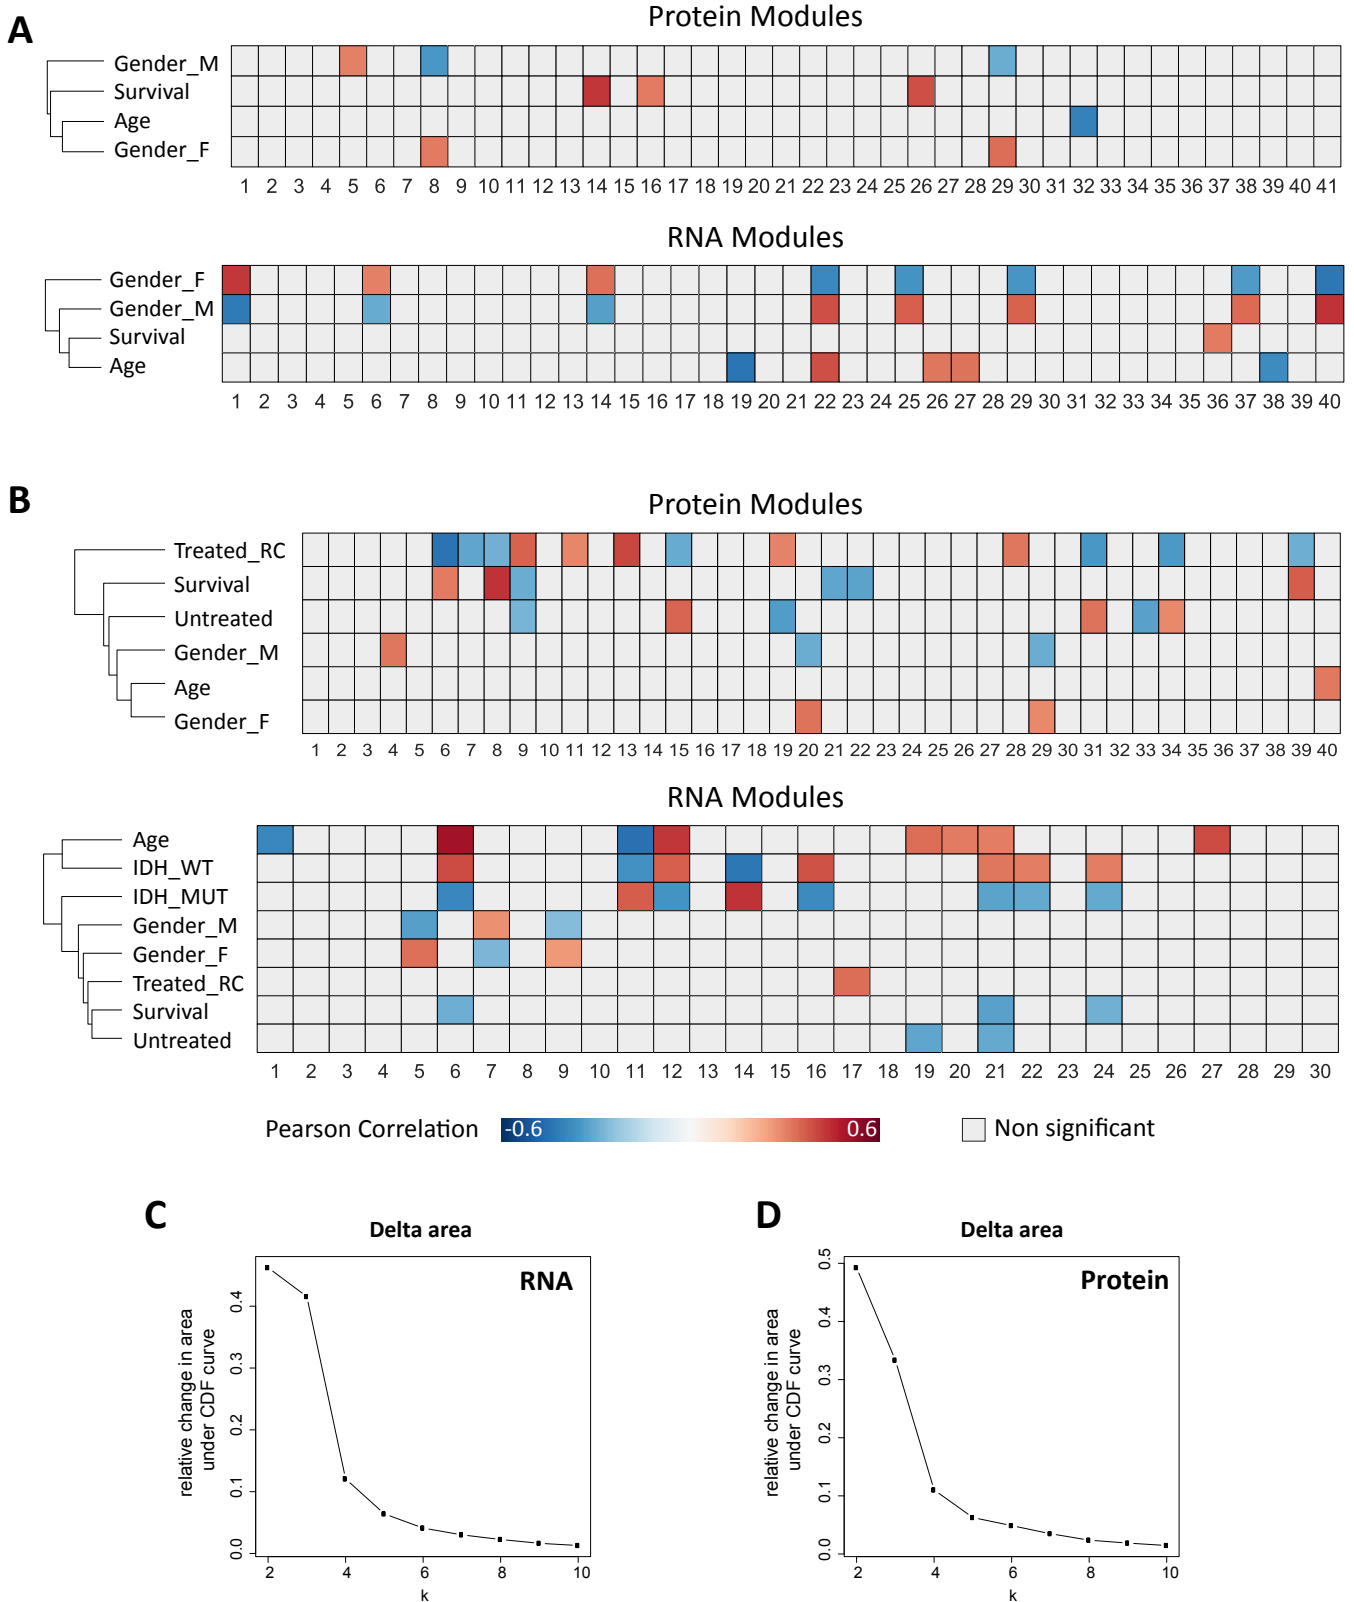 A
Protein Modules
Gender_M
Survival
Age
Gender_F
1 2 3 4 5 6 7 8 9 10 11 12 13 14 15 16 17 18 19 20 21 22 23 24 25 26 27 28 29 30 31 32 33 34 35 36 37 38 39 40 41
RNA Modules
Gender_F
Gender_M
Survival
Age
1 2 3 4 5 6 7 8 9 10 11 12 13 14 15 16 17 18 19 20 21 22 23 24 25 26 27 28 29 30 31 32 33 34 35 36 37 38 39 40
B
Protein Modules
Treated_RC
Survival
Untreated
Gender_M
Age
Gender_F
1 2 3 4 5 6 7 8 9 10 11 12 13 14 15 16 17 18 19 20 21 22 23 24 25 26 27 28 29 30 31 32 33 34 35 36 37 38 39 40
RNA Modules
Age
IDH_WT
IDH_MUT
Gender_M
Gender_F
Treated_RC
Survival
Untreated
1 2 3 4 5 6 7 8 9 10 11 12 13 14 15 16 17 18 19 20 21 22 23 24 25 26 27 28 29 30
Pearson Correlation -0.6 0.6 Non significant
C
Delta area
RNA
relative change in area
under CDF curve
0.4
0.3
0.2
0.1
0.0
2 4 6 8 10
k
D
Delta area
Protein
relative change in area
under CDF curve
0.5
0.4
0.3
0.2
0.1
0.0
2 4 6 8 10
k